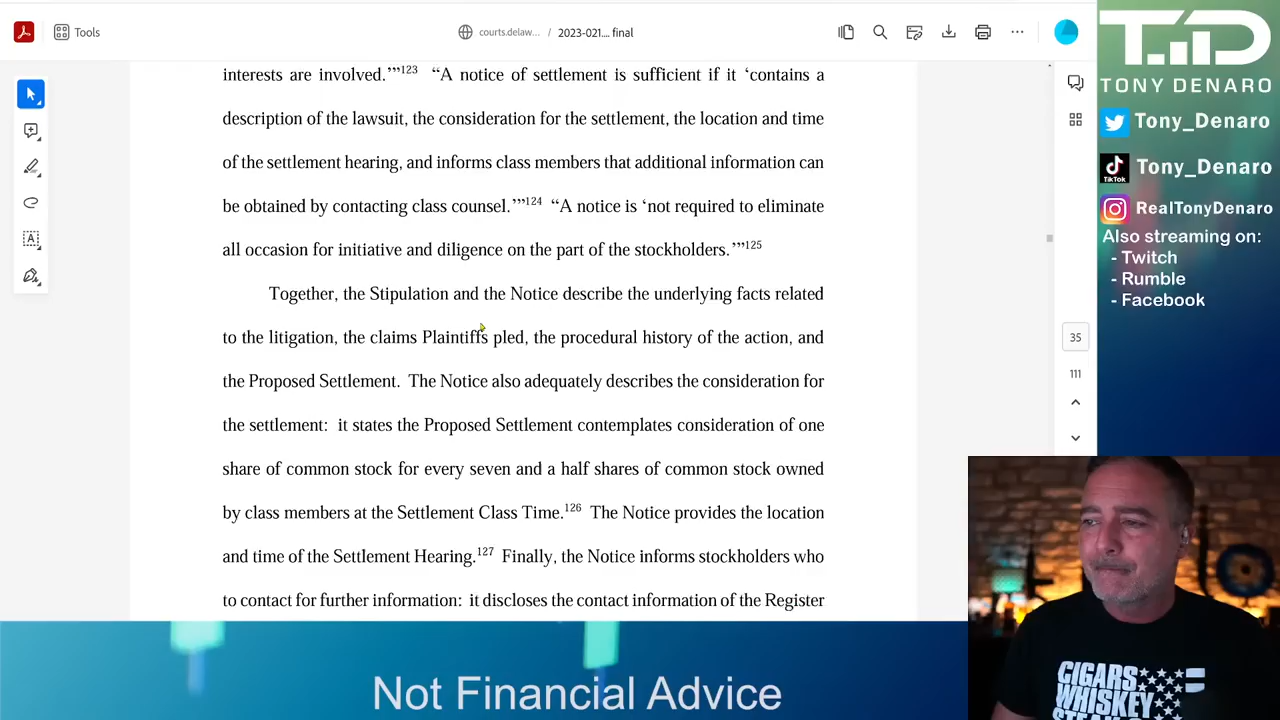 Tools
courts.delaw... / 2023-021.... final
interests are involved.’”123 “A notice of settlement is sufficient if it ‘contains a
description of the lawsuit, the consideration for the settlement, the location and time
of the settlement hearing, and informs class members that additional information can
be obtained by contacting class counsel.’”124 “A notice is ‘not required to eliminate
all occasion for initiative and diligence on the part of the stockholders.’”125
Together, the Stipulation and the Notice describe the underlying facts related
to the litigation, the claims Plaintiffs pled, the procedural history of the action, and
the Proposed Settlement. The Notice also adequately describes the consideration for
the settlement: it states the Proposed Settlement contemplates consideration of one
share of common stock for every seven and a half shares of common stock owned
by class members at the Settlement Class Time.126 The Notice provides the location
and time of the Settlement Hearing.127 Finally, the Notice informs stockholders who
to contact for further information: it discloses the contact information of the Register
35
111
TD
TONY DENARO
Tony_Denaro
TikTok
Tony_Denaro
RealTonyDenaro
Also streaming on:
- Twitch
- Rumble
- Facebook
CIGARS
WHISKEY
Not Financial Advice